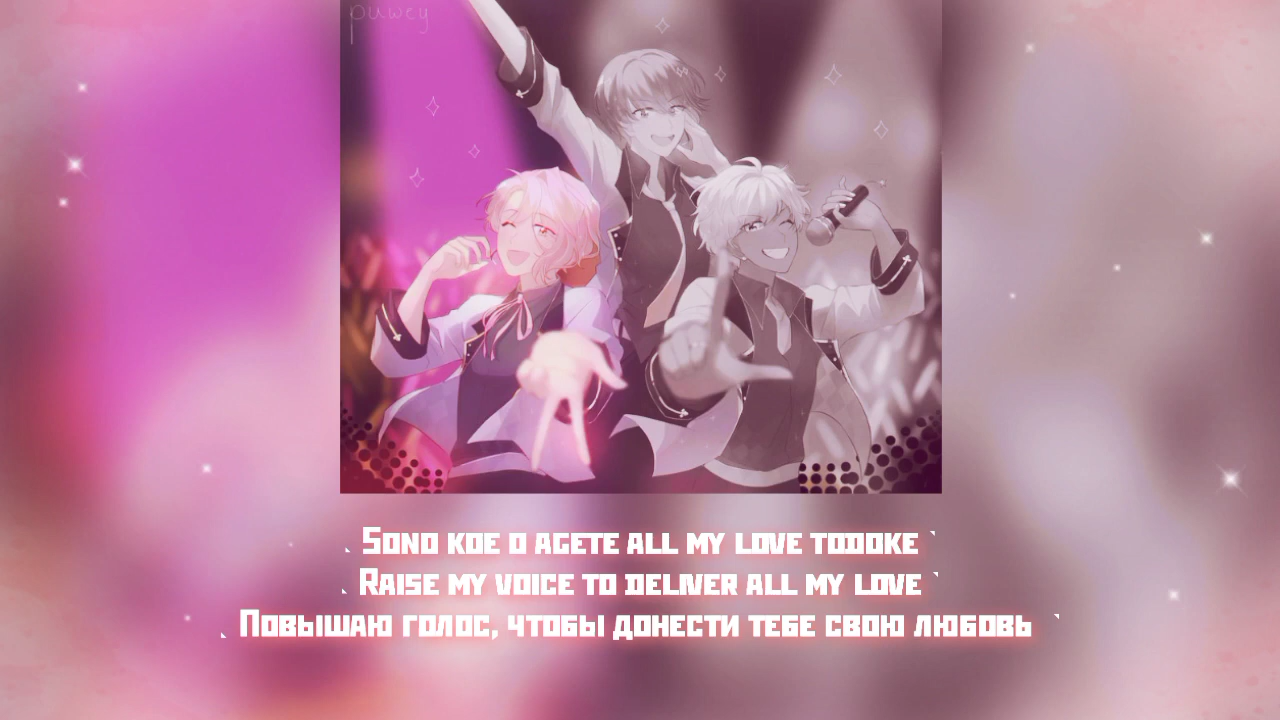 puwcy
Sono koe o agete all my love todoke
Raise my voice to deliver all my love
Повышаю голос, чтобы донести тебе свою любовь